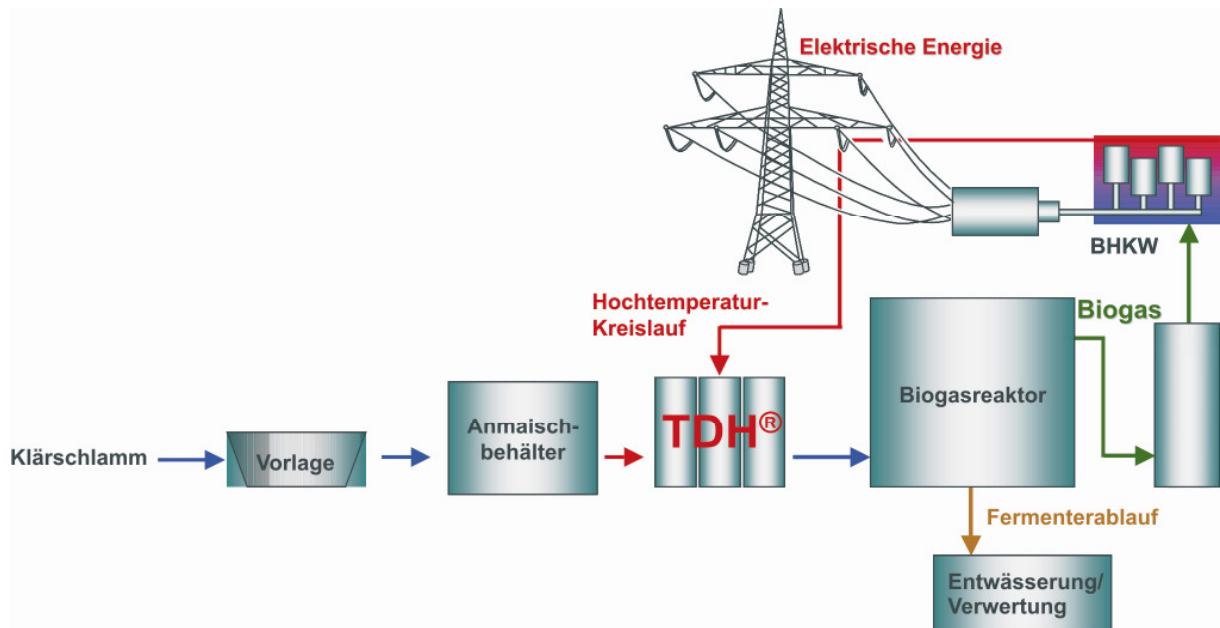 Elektrische Energie
BHKW
Hochtemperatur-
Kreislauf
Biogas
Biogasreaktor
TDH®
Anmaisch-
behälter
Klärschlamm
Vorlage
Fermenterablauf
Entwässerung/
Verwertung